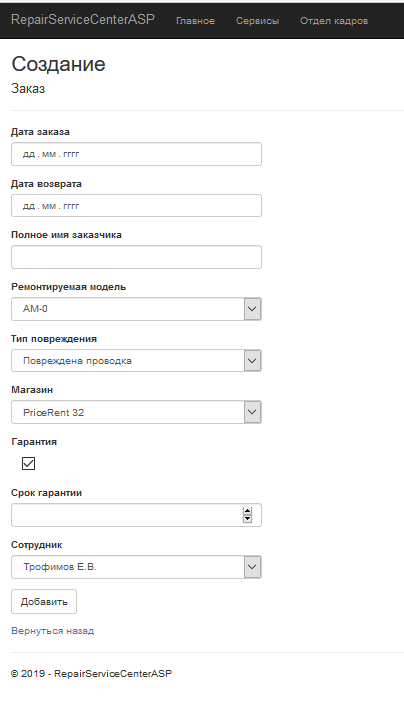 RepairServiceCenterASP Главное Сервисы Отдел кадров
Создание
Заказ
Дата заказа
дд . мм . гггг
Дата возврата
дд . мм . гггг
Полное имя заказчика
Ремонтируемая модель
AM-0
Тип повреждения
Повреждена проводка
Магазин
PriceRent 32
Гарантия
Срок гарантии
Сотрудник
Трофимов Е.В.
Добавить
Вернуться назад
© 2019 - RepairServiceCenterASP